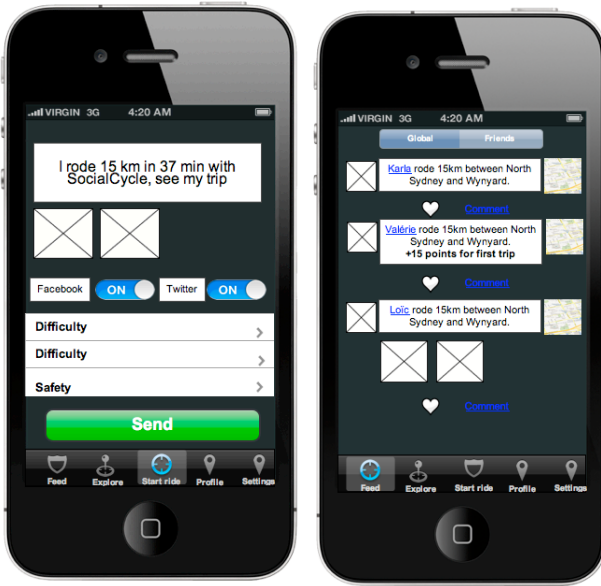 VIRGIN 3G 4:20 AM
I rode 15 km in 37 min with
SocialCycle, see my trip
Facebook ON Twitter ON
Difficulty
Difficulty
Safety
Send
Feed Explore Start ride Profile Settings
VIRGIN 3G 4:20 AM
Global Friends
Karla rode 15km between North
Sydney and Wynyard.
Comment
Valérie rode 15km between North
Sydney and Wynyard.
+15 points for first trip
Comment
Loïc rode 15km between North
Sydney and Wynyard.
Comment
Feed Explore Start ride Profile Settings